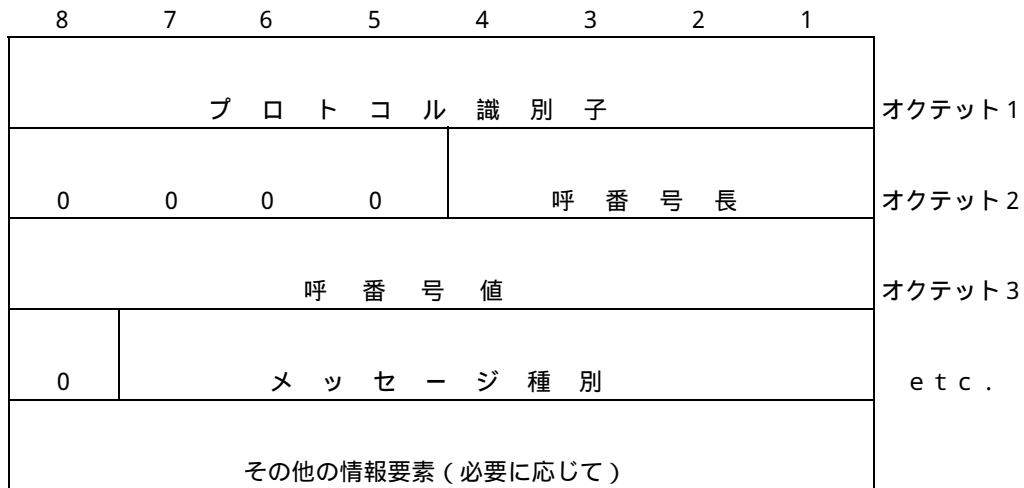 8 7 6 5 4 3 2 1
プロトコル識別子 オクテット1
0 0 0 0 呼番号長 オクテット2
呼番号値 オクテット3
0 メッセージ種別 etc.
その他の情報要素(必要に応じて)